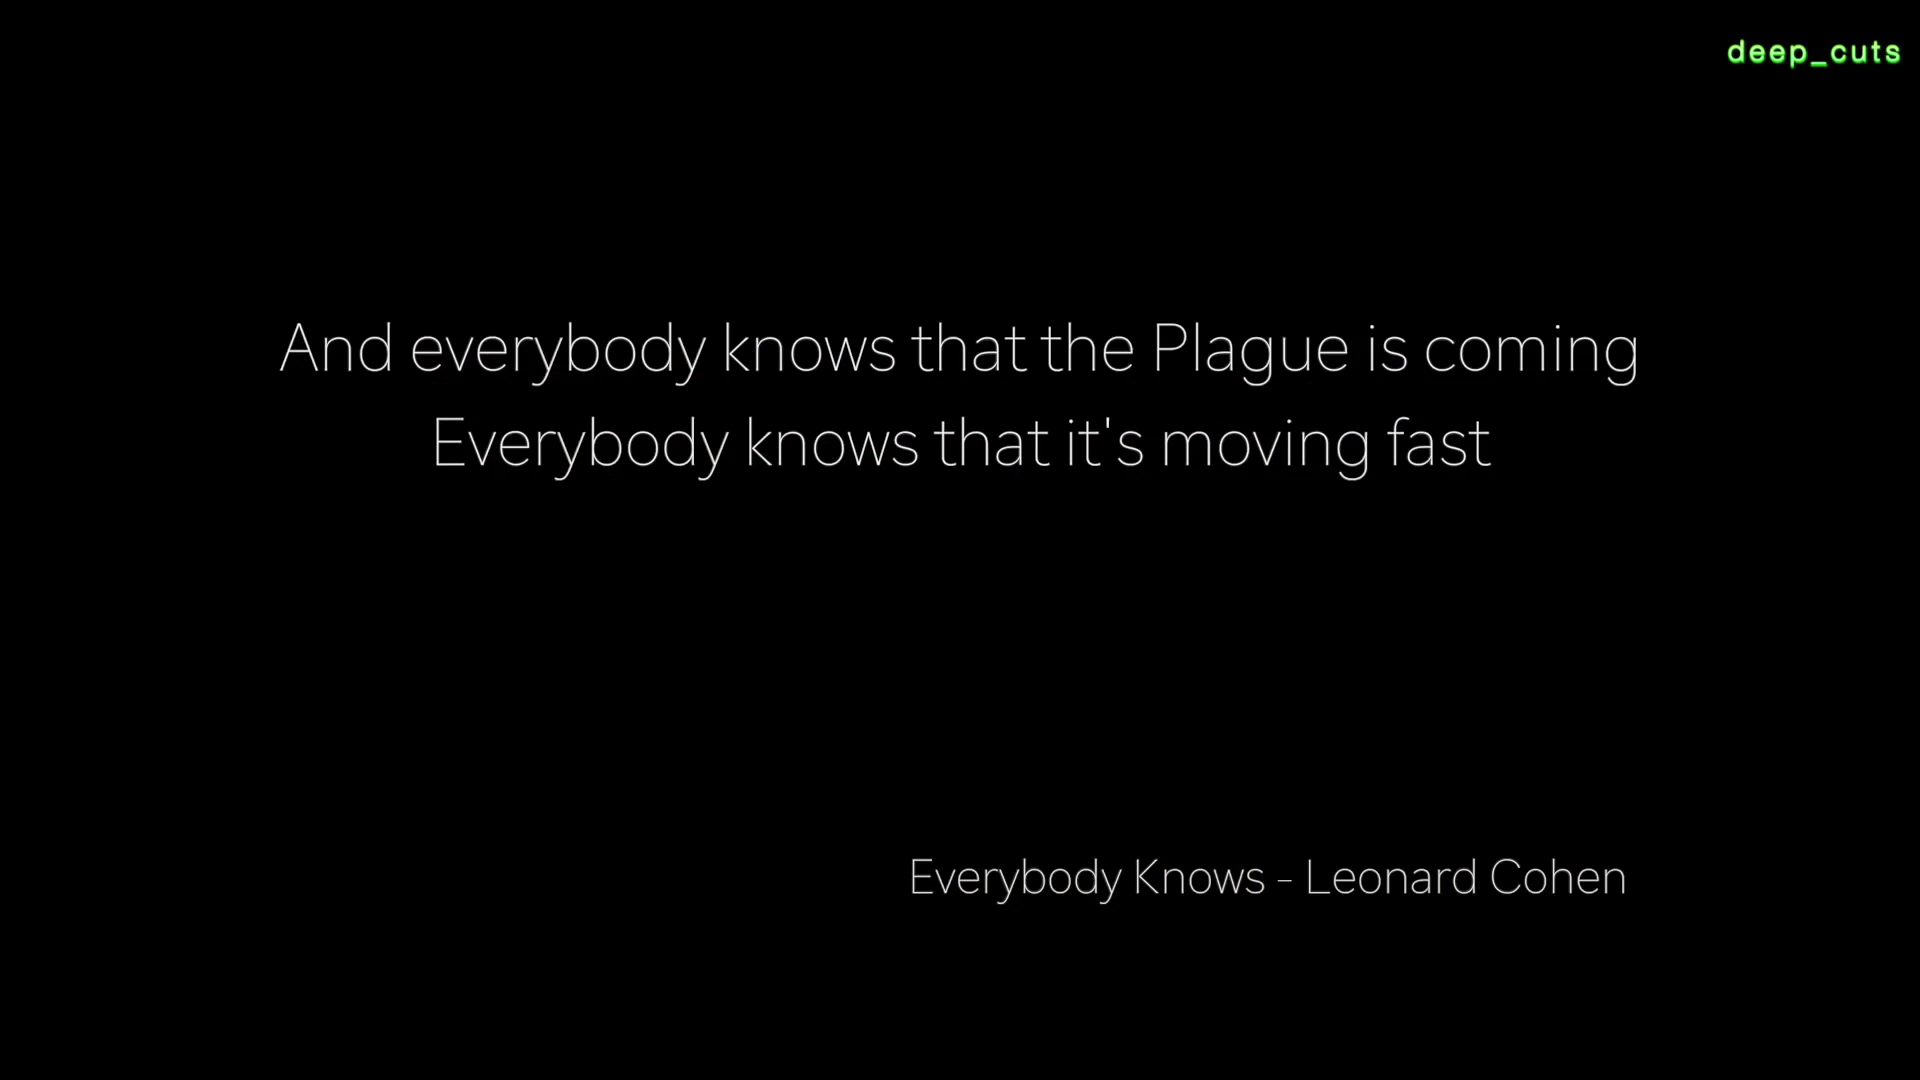 deep_cuts
And everybody knows that the Plague is coming
Everybody knows that it's moving fast
Everybody Knows - Leonard Cohen